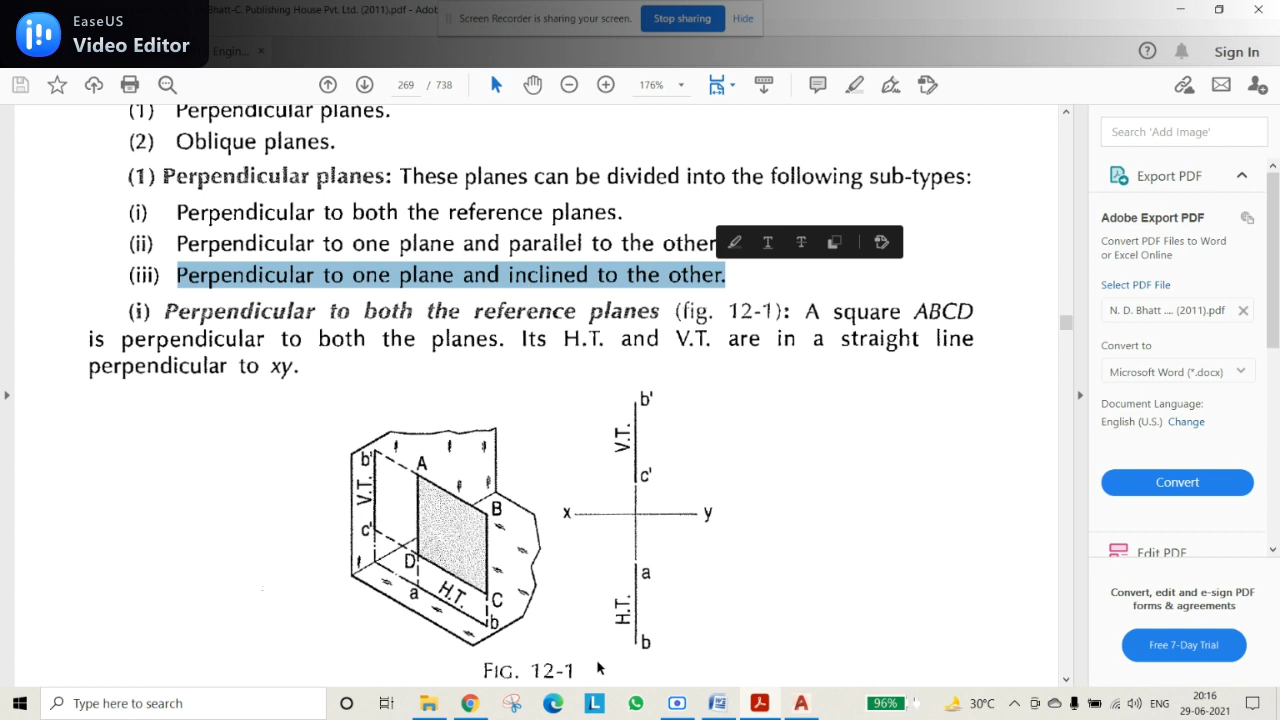 EaseUS
Video Editor
Bhatt-C. Publishing House Pvt. Ltd. (2011).pdf - Adob
Screen Recorder is sharing your screen.
Stop sharing
Hide
Engin... ×
Sign In
269 / 738
176%
(1) Perpendicular planes.
(2) Oblique planes.
(1) Perpendicular planes: These planes can be divided into the following sub-types:
(i) Perpendicular to both the reference planes.
(ii) Perpendicular to one plane and parallel to the other
(iii) Perpendicular to one plane and inclined to the other.
(i) Perpendicular to both the reference planes (fig. 12-1): A square ABCD
is perpendicular to both the planes. Its H.T. and V.T. are in a straight line
perpendicular to xy.
b'
A
V.T.
B
c'
D
a
H.T.
C
b
b'
V.T.
c'
x
y
a
H.T.
b
FIG. 12-1
Search 'Add Image'
Export PDF
Adobe Export PDF
Convert PDF Files to Word
or Excel Online
Select PDF File
N. D. Bhatt .... (2011).pdf
Convert to
Microsoft Word (*.docx)
Document Language:
English (U.S.) Change
Convert
Edit PDF
Convert, edit and e-sign PDF
forms & agreements
Free 7-Day Trial
Type here to search
L
96%
30°C
ENG
20:16
29-06-2021